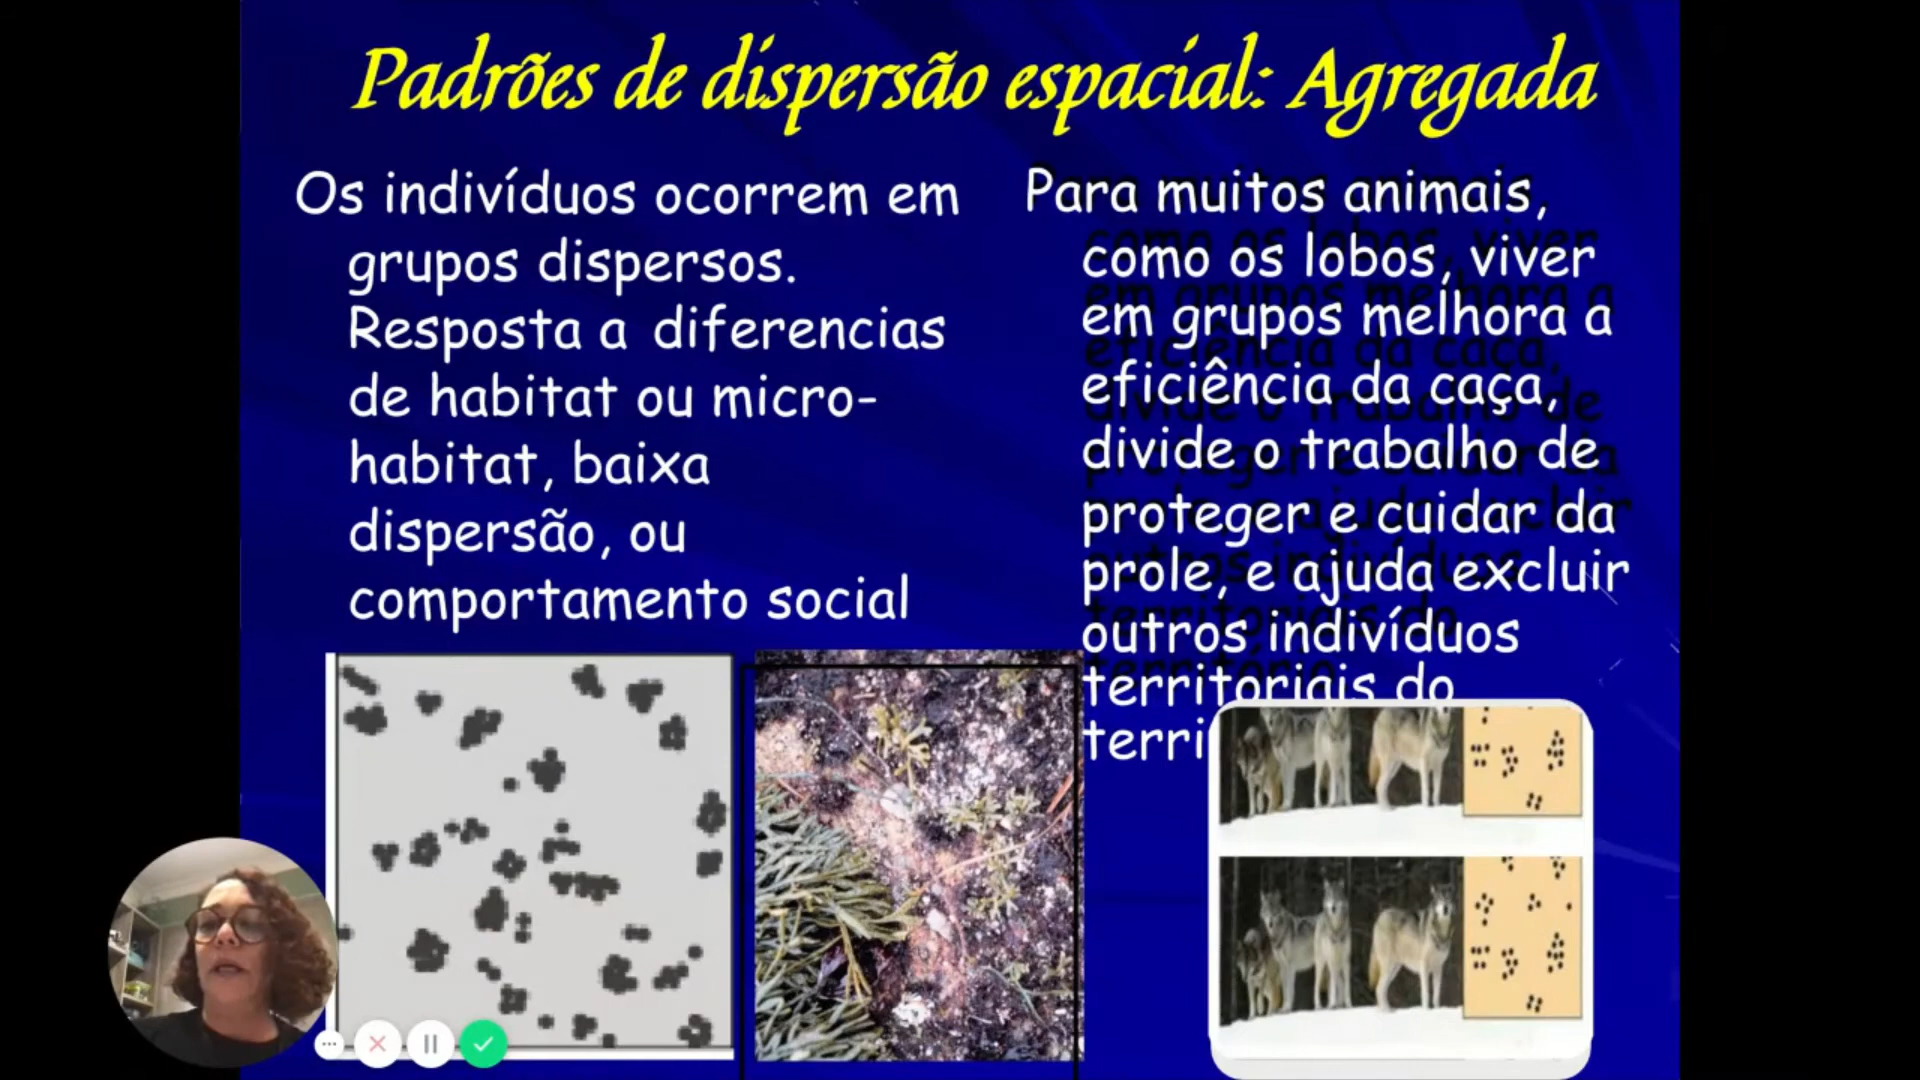 Padrões de dispersão espacial: Agregada
Os indivíduos ocorrem em
grupos dispersos.
Resposta a diferencias
de habitat ou micro-
habitat, baixa
dispersão, ou
comportamento social
Para muitos animais,
como os lobos, viver
em grupos melhora a
eficiência da caça,
divide o trabalho de
proteger e cuidar da
prole, e ajuda excluir
outros indivíduos
territoriais do
terri